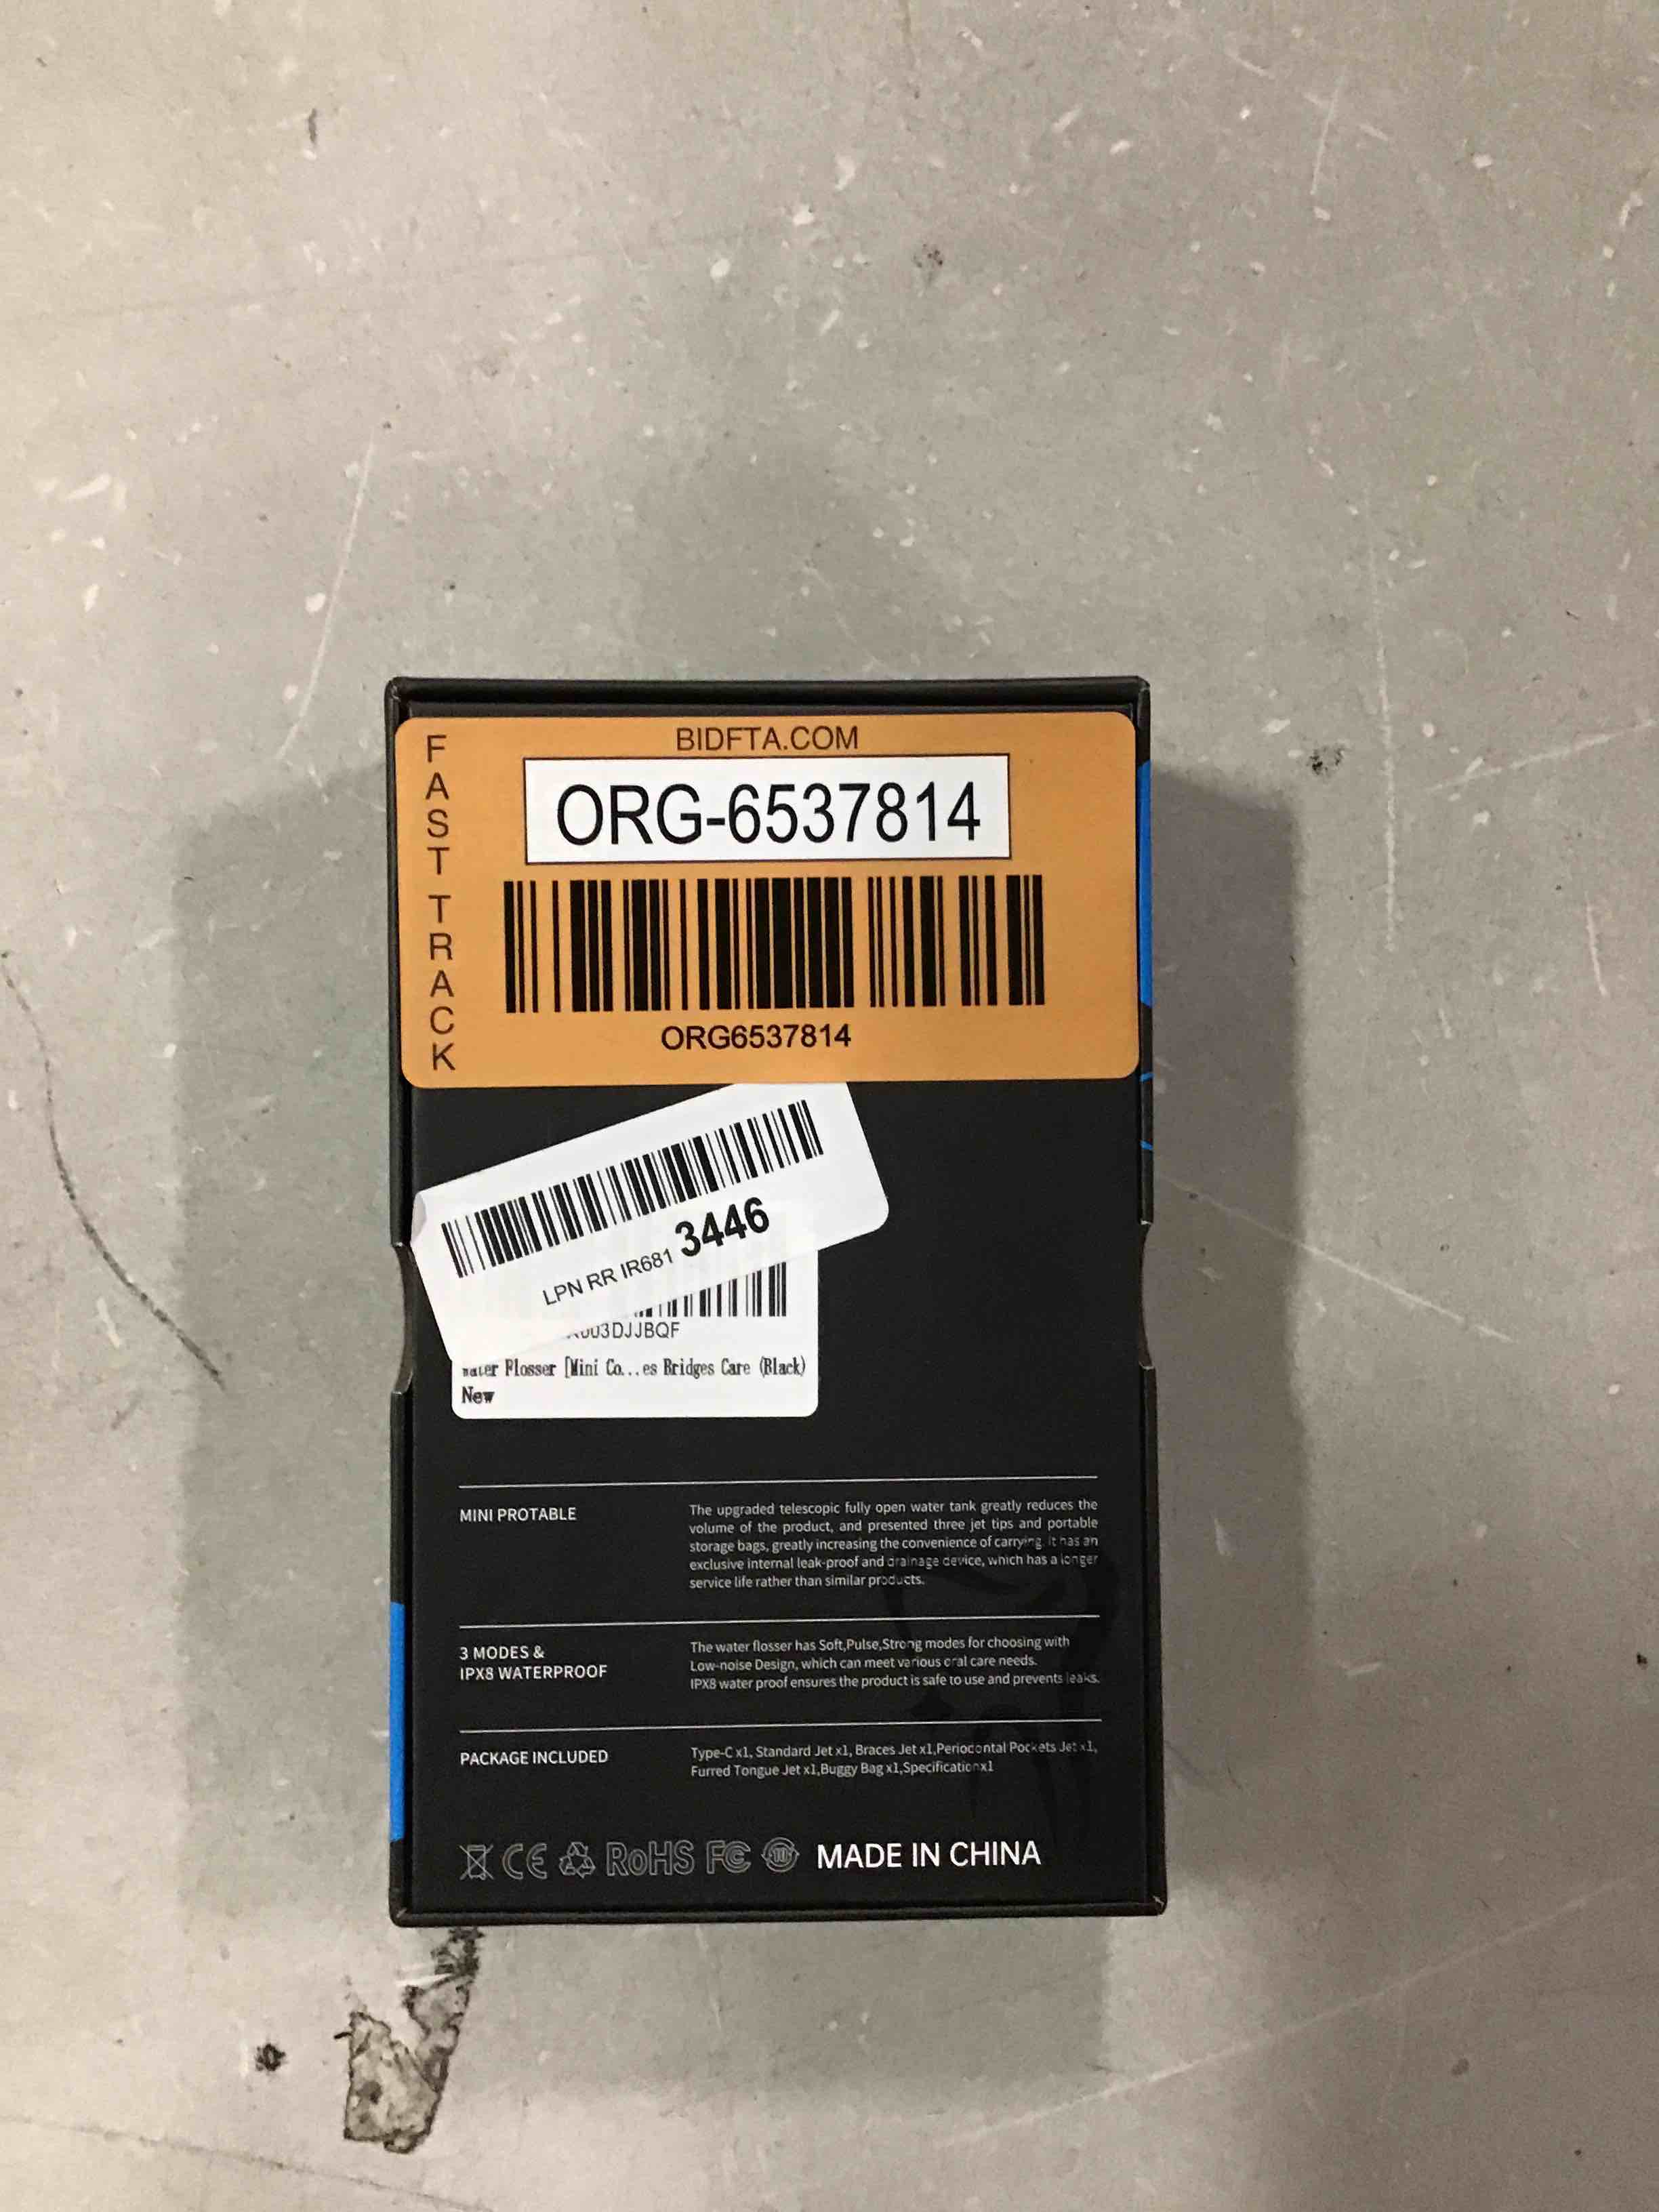 BIDFTA.COM
FAST TRACK
ORG-6537814
ORG6537814
LPN RR IR681 3446
003DJJBQF
Water Flosser [Mini Co...es Bridges Care (Black)
New
MINI PROTABLE
The upgraded telescopic fully open water tank greatly reduces the
volume of the product, and presented three jet tips and portable
storage bags, greatly increasing the convenience of carrying. it has an
exclusive internal leak-proof and drainage device, which has a longer
service life rather than similar products.
3 MODES &
IPX8 WATERPROOF
The water flosser has Soft,Pulse,Strong modes for choosing with
Low-noise Design, which can meet various oral care needs.
IPX8 water proof ensures the product is safe to use and prevents leaks.
PACKAGE INCLUDED
Type-C x1, Standard Jet x1, Braces Jet x1,Periodontal Pockets Jet x1,
Furred Tongue Jet x1,Buggy Bag x1,Specificationx1
CE RoHS FC MADE IN CHINA